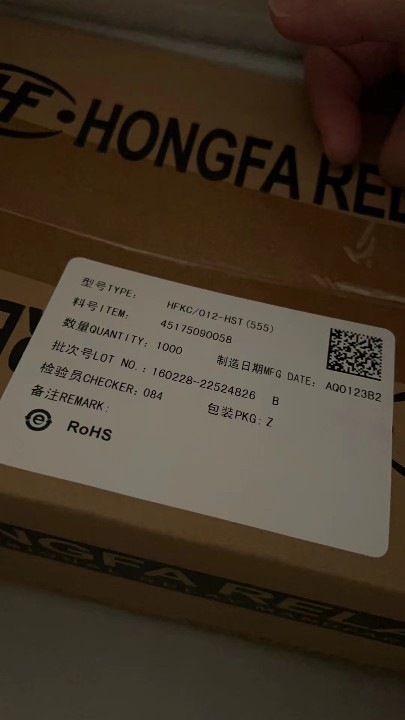 HF
HONGFA REL
型号TYPE: HFKC/012-HST(555)
料号ITEM: 45175090058
数量QUANTITY: 1000 制造日期MFG DATE: AQ0123B2
批次号LOT NO.: 160228-22524826 B
检验员CHECKER: 084 包装PKG: Z
备注REMARK:
e RoHS
NGFA RELA